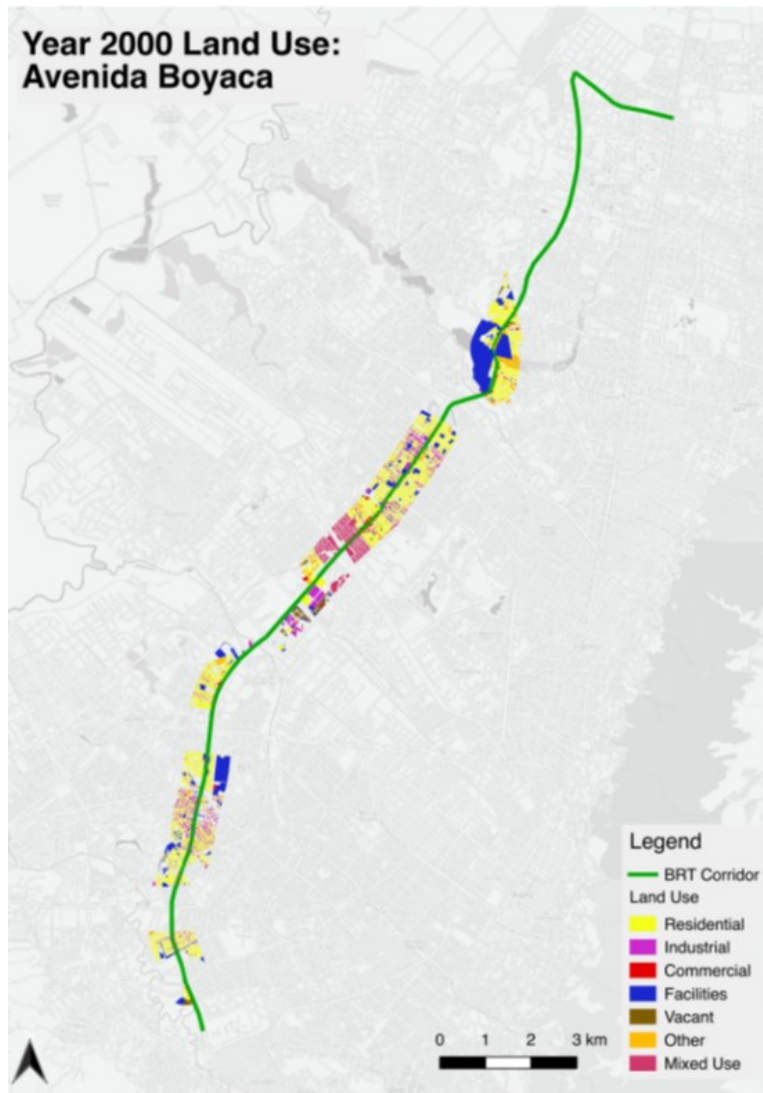 Year 2000 Land Use:
Avenida Boyaca
Legend
BRT Corridor
Land Use
Residential
Industrial
Commercial
Facilities
Vacant
Other
Mixed Use
0 1 2 3 km